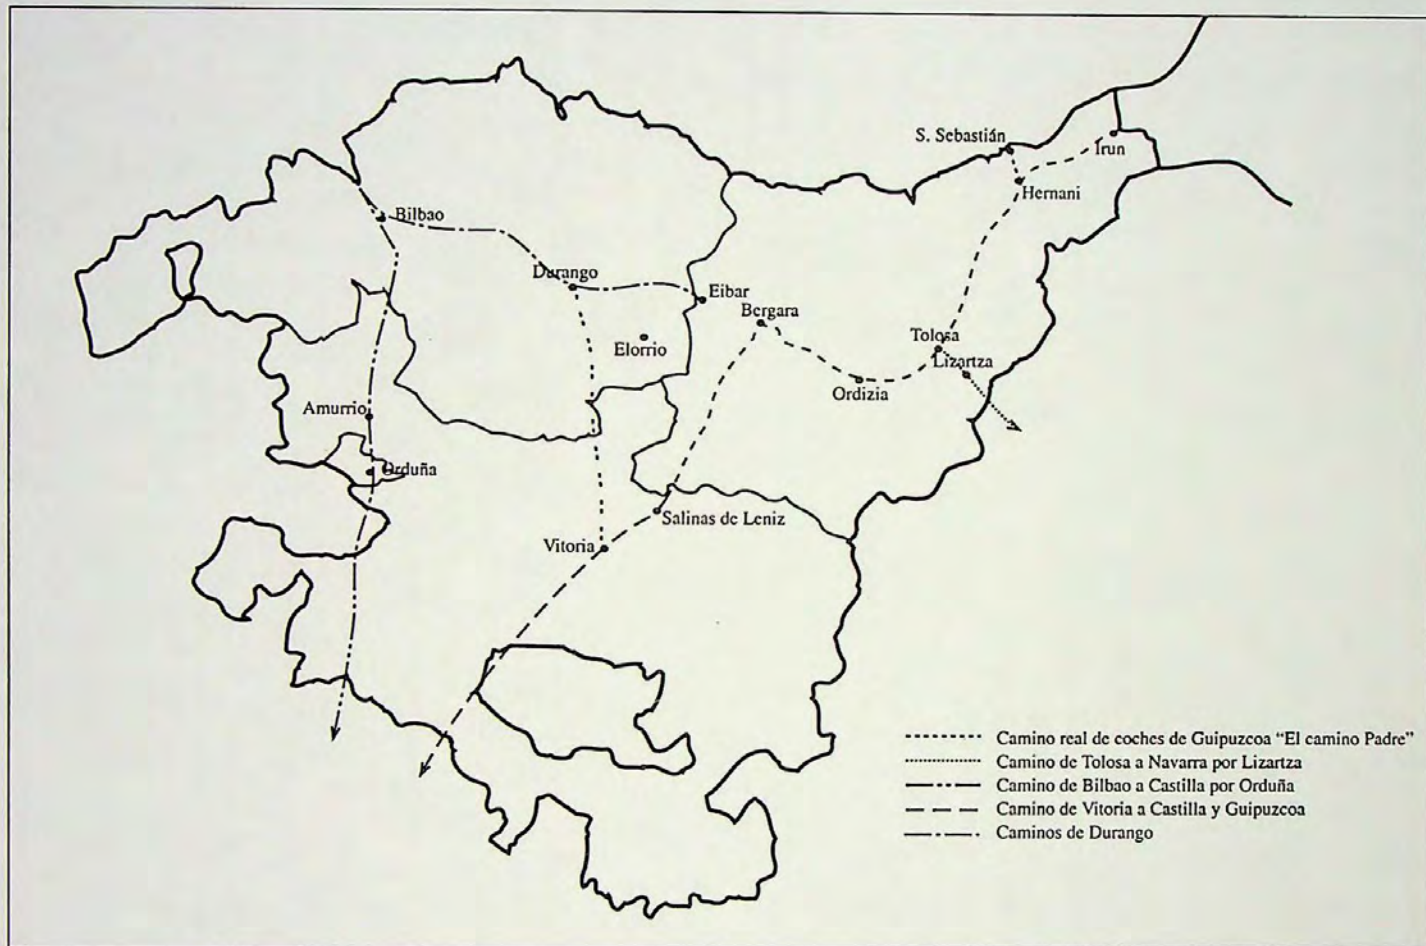 S. Sebastián
Irun
Hernani
Bilbao
Durango
Eibar
Bergara
Elorrio
Tolosa
Lizartza
Ordizia
Amurrio
Orduña
Salinas de Leniz
Vitoria
Camino real de coches de Guipuzcoa “El camino Padre”
Camino de Tolosa a Navarra por Lizartza
Camino de Bilbao a Castilla por Orduña
Camino de Vitoria a Castilla y Guipuzcoa
Caminos de Durango